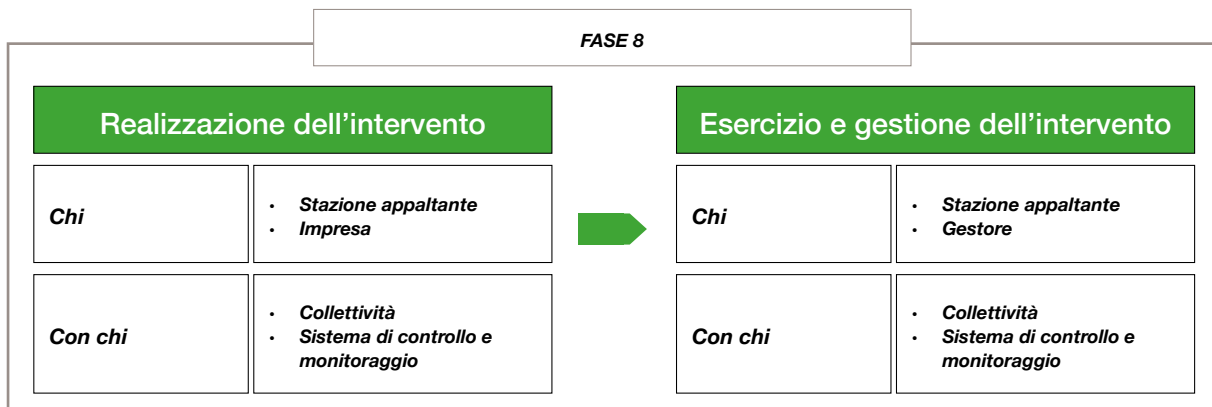 FASE 8
Realizzazione dell'intervento
Chi
• Stazione appaltante
• Impresa
Con chi
• Collettività
• Sistema di controllo e
monitoraggio
Esercizio e gestione dell'intervento
Chi
• Stazione appaltante
• Gestore
Con chi
• Collettività
• Sistema di controllo e
monitoraggio